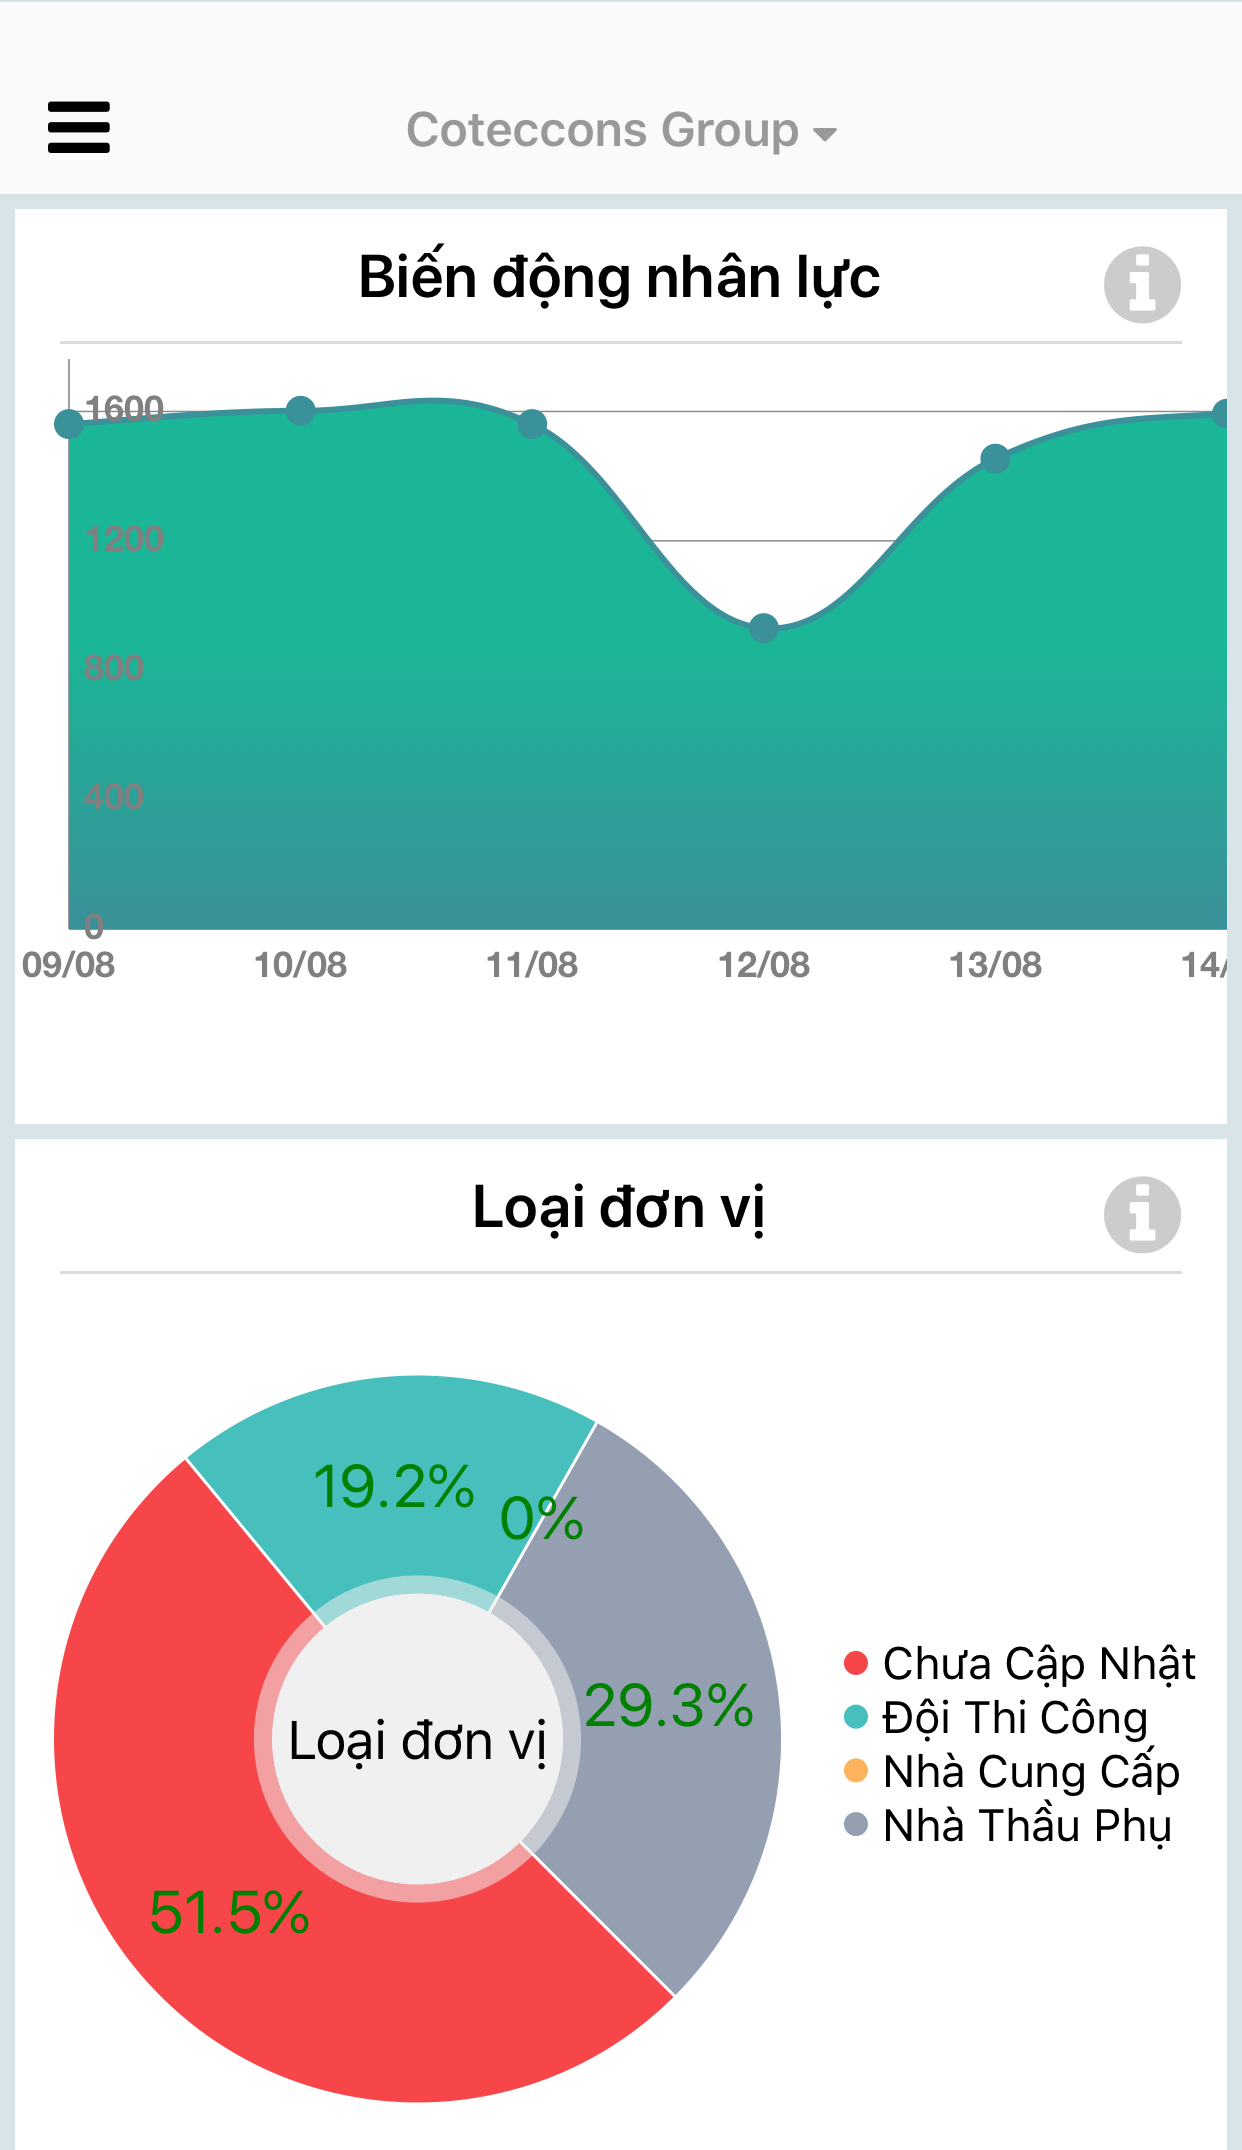 Coteccons Group
Biến động nhân lực
1600
1200
800
400
0
09/08 10/08 11/08 12/08 13/08 14/
Loại đơn vị
19.2%
0%
29.3%
51.5%
Loại đơn vị
Chưa Cập Nhật
Đội Thi Công
Nhà Cung Cấp
Nhà Thầu Phụ